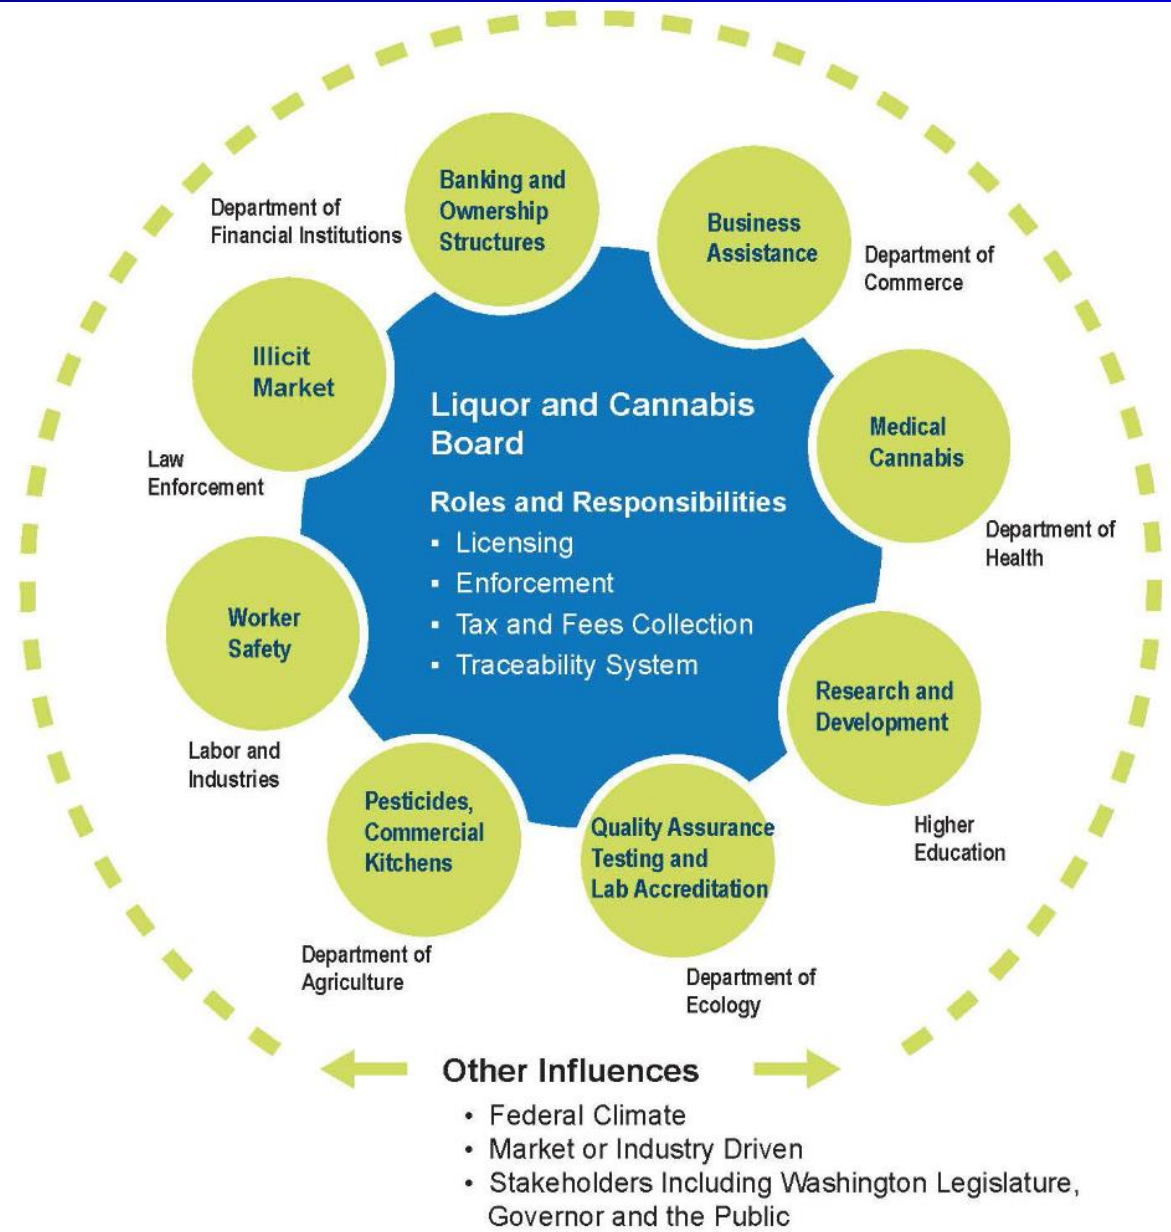 Banking and
Ownership
Structures
Department of
Financial Institutions
Business
Assistance
Department of
Commerce
Illicit
Market
Law
Enforcement
Liquor and Cannabis
Board
Roles and Responsibilities
▪ Licensing
▪ Enforcement
▪ Tax and Fees Collection
▪ Traceability System
Medical
Cannabis
Department of
Health
Worker
Safety
Labor and
Industries
Research and
Development
Higher
Education
Pesticides,
Commercial
Kitchens
Department of
Agriculture
Quality Assurance
Testing and
Lab Accreditation
Department of
Ecology
Other Influences
• Federal Climate
• Market or Industry Driven
• Stakeholders Including Washington Legislature,
Governor and the Public